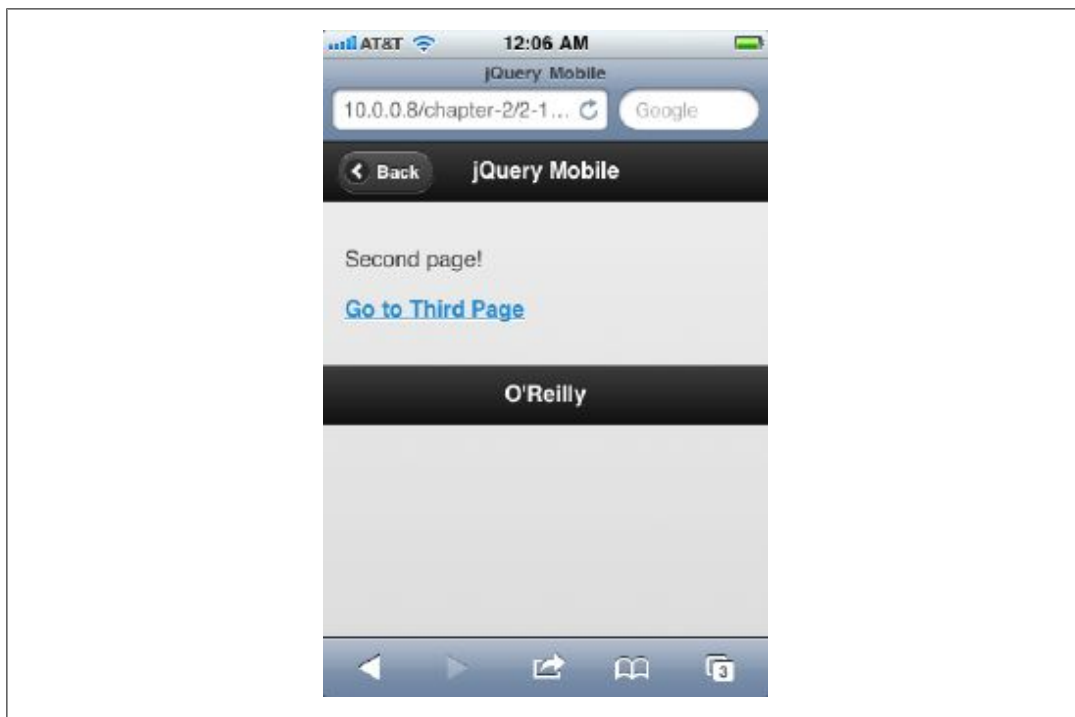 AT&T 12:06 AM
jQuery Mobile
10.0.0.8/chapter-2/2-1... Google
Back jQuery Mobile
Second page!
Go to Third Page
O'Reilly
3